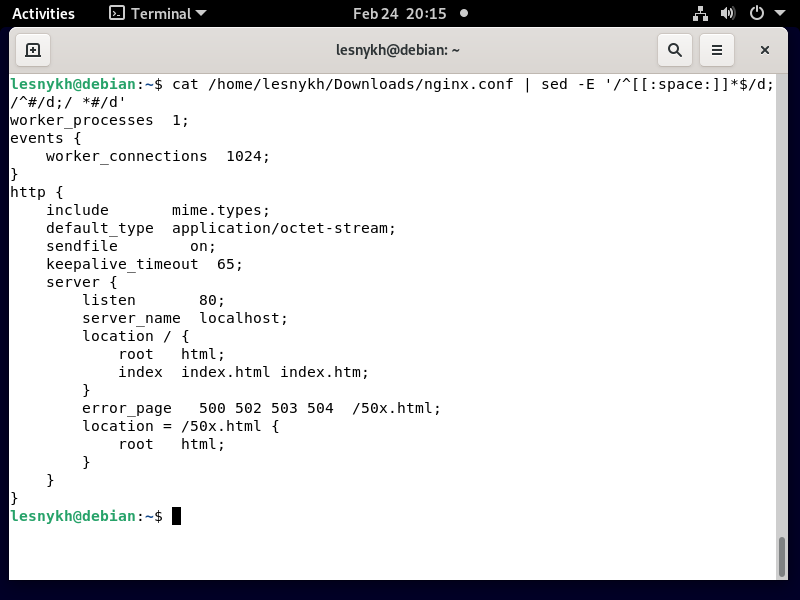 Activities Terminal Feb 24 20:15
lesnykh@debian: ~
lesnykh@debian:~$ cat /home/lesnykh/Downloads/nginx.conf | sed -E '/^[[:space:]]*$/d;
/^#/d;/ *#/d'
worker_processes  1;
events {
    worker_connections  1024;
}
http {
    include       mime.types;
    default_type  application/octet-stream;
    sendfile        on;
    keepalive_timeout  65;
    server {
        listen       80;
        server_name  localhost;
        location / {
            root   html;
            index  index.html index.htm;
        }
        error_page   500 502 503 504  /50x.html;
        location = /50x.html {
            root   html;
        }
    }
}
lesnykh@debian:~$